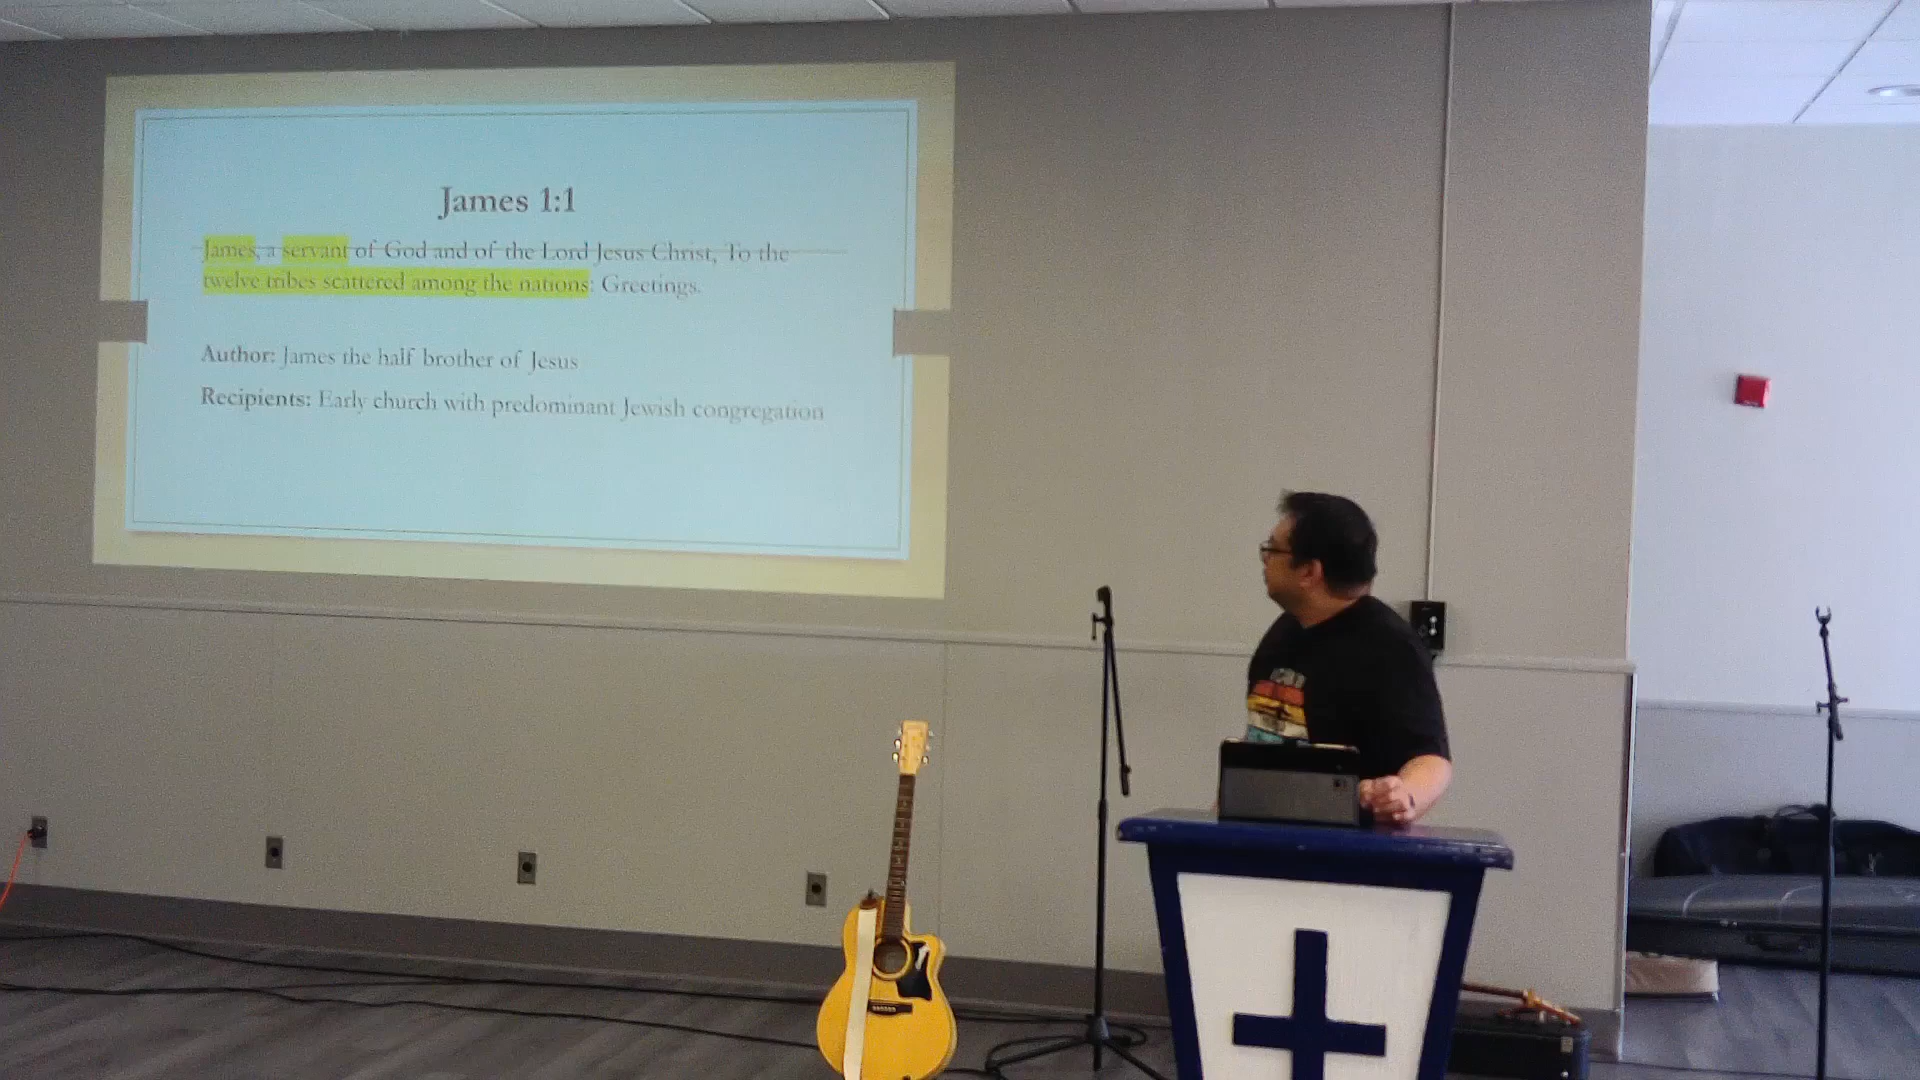 James 1:1
James, a servant of God and of the Lord Jesus Christ, To the
twelve tribes scattered among the nations: Greetings.
Author: James the half brother of Jesus
Recipients: Early church with predominant Jewish congregation